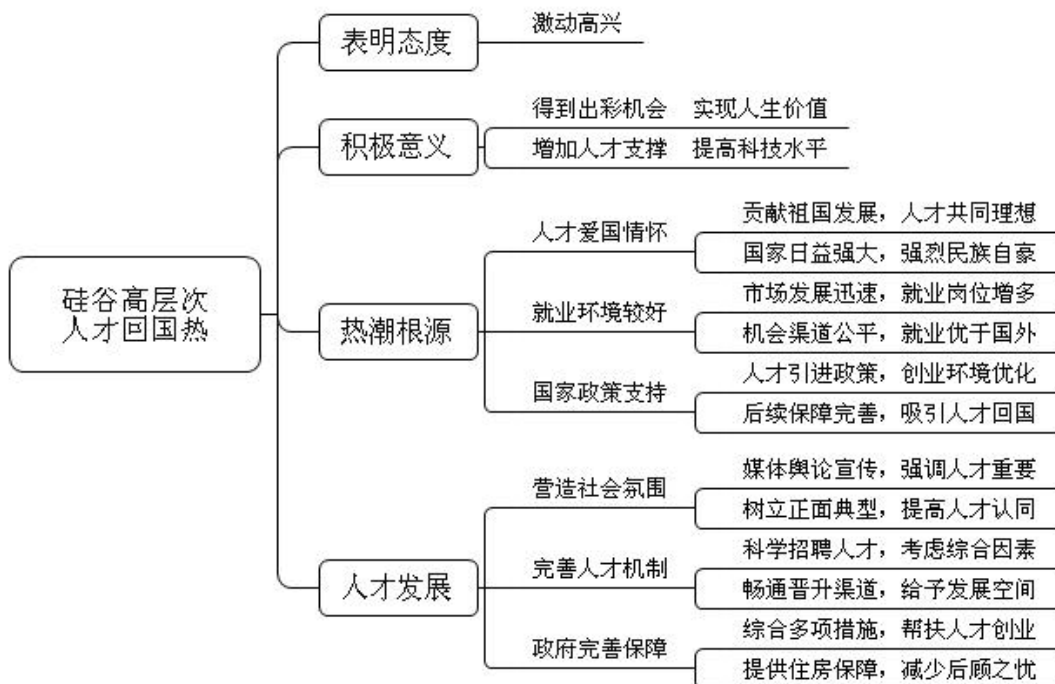 硅谷高层次
人才回国热
表明态度
激动高兴
积极意义
得到出彩机会 实现人生价值
增加人才支撑 提高科技水平
热潮根源
人才爱国情怀
贡献祖国发展，人才共同理想
国家日益强大，强烈民族自豪
就业环境较好
市场发展迅速，就业岗位增多
机会渠道公平，就业优于国外
国家政策支持
人才引进政策，创业环境优化
后续保障完善，吸引人才回国
人才发展
营造社会氛围
媒体舆论宣传，强调人才重要
树立正面典型，提高人才认同
完善人才机制
科学招聘人才，考虑综合因素
畅通晋升渠道，给予发展空间
政府完善保障
综合多项措施，帮扶人才创业
提供住房保障，减少后顾之忧